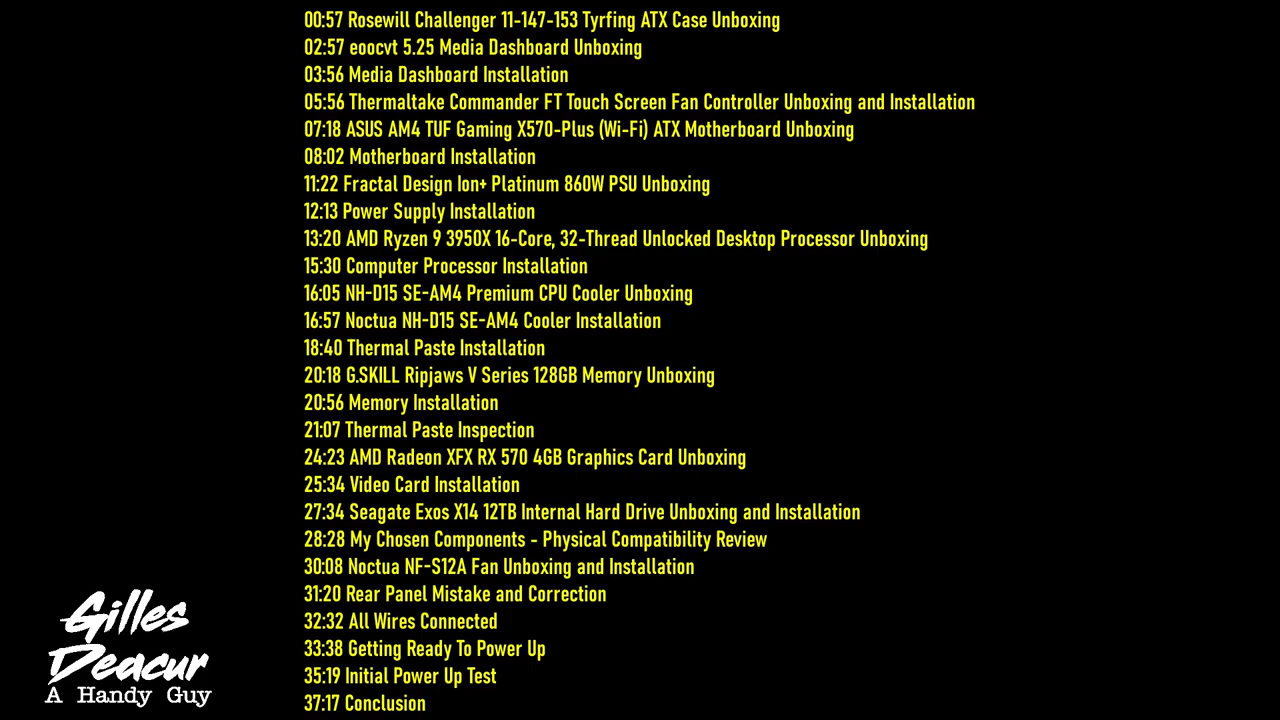 00:57 Rosewill Challenger 11-147-153 Tyrfing ATX Case Unboxing
02:57 eoocvt 5.25 Media Dashboard Unboxing
03:56 Media Dashboard Installation
05:56 Thermaltake Commander FT Touch Screen Fan Controller Unboxing and Installation
07:18 ASUS AM4 TUF Gaming X570-Plus (Wi-Fi) ATX Motherboard Unboxing
08:02 Motherboard Installation
11:22 Fractal Design Ion+ Platinum 860W PSU Unboxing
12:13 Power Supply Installation
13:20 AMD Ryzen 9 3950X 16-Core, 32-Thread Unlocked Desktop Processor Unboxing
15:30 Computer Processor Installation
16:05 NH-D15 SE-AM4 Premium CPU Cooler Unboxing
16:57 Noctua NH-D15 SE-AM4 Cooler Installation
18:40 Thermal Paste Installation
20:18 G.SKILL Ripjaws V Series 128GB Memory Unboxing
20:56 Memory Installation
21:07 Thermal Paste Inspection
24:23 AMD Radeon XFX RX 570 4GB Graphics Card Unboxing
25:34 Video Card Installation
27:34 Seagate Exos X14 12TB Internal Hard Drive Unboxing and Installation
28:28 My Chosen Components - Physical Compatibility Review
30:08 Noctua NF-S12A Fan Unboxing and Installation
31:20 Rear Panel Mistake and Correction
32:32 All Wires Connected
33:38 Getting Ready To Power Up
35:19 Initial Power Up Test
37:17 Conclusion
Gilles
Deacur
A Handy Guy